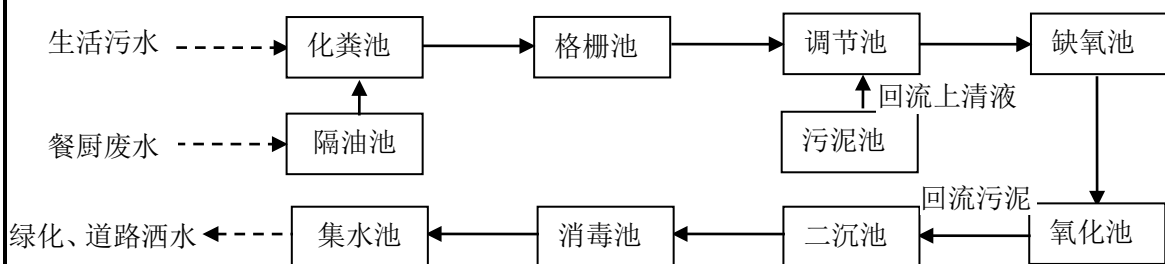 生活污水 化粪池 格栅池 调节池 缺氧池
回流上清液
餐厨废水 隔油池 污泥池
回流污泥
绿化、道路洒水 集水池 消毒池 二沉池 氧化池